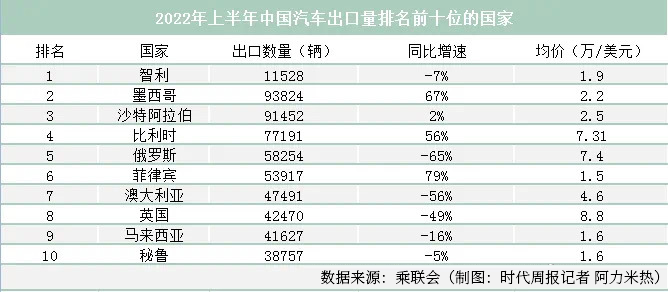 2022年上半年中国汽车出口量排名前十位的国家
排名 国家 出口数量（辆） 同比增速 均价（万/美元）
1 智利 11528 -7% 1.9
2 墨西哥 93824 67% 2.2
3 沙特阿拉伯 91452 2% 2.5
4 比利时 77191 56% 7.31
5 俄罗斯 58254 -65% 7.4
6 菲律宾 53917 79% 1.5
7 澳大利亚 47491 -56% 4.6
8 英国 42470 -49% 8.8
9 马来西亚 41627 -16% 1.6
10 秘鲁 38757 -5% 1.6
数据来源：乘联会（制图：时代周报记者 阿力米热）